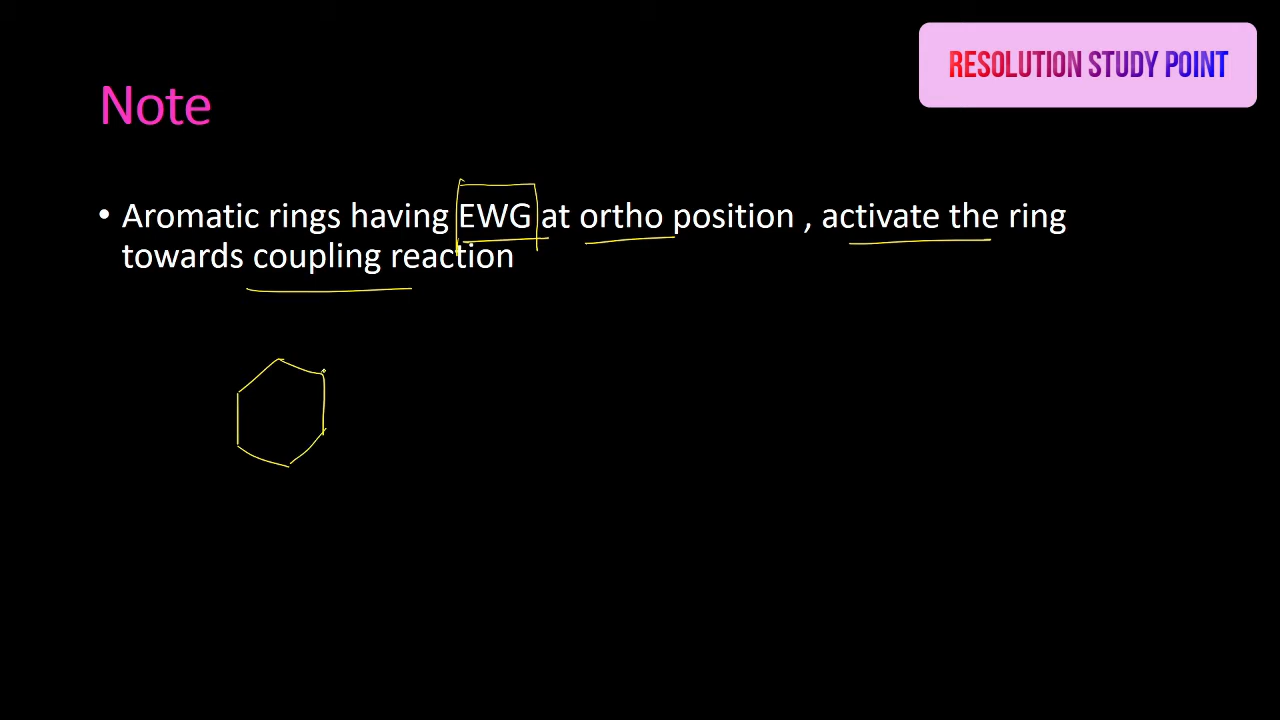 RESOLUTION STUDY POINT
Note
• Aromatic rings having EWG at ortho position , activate the ring
towards coupling reaction